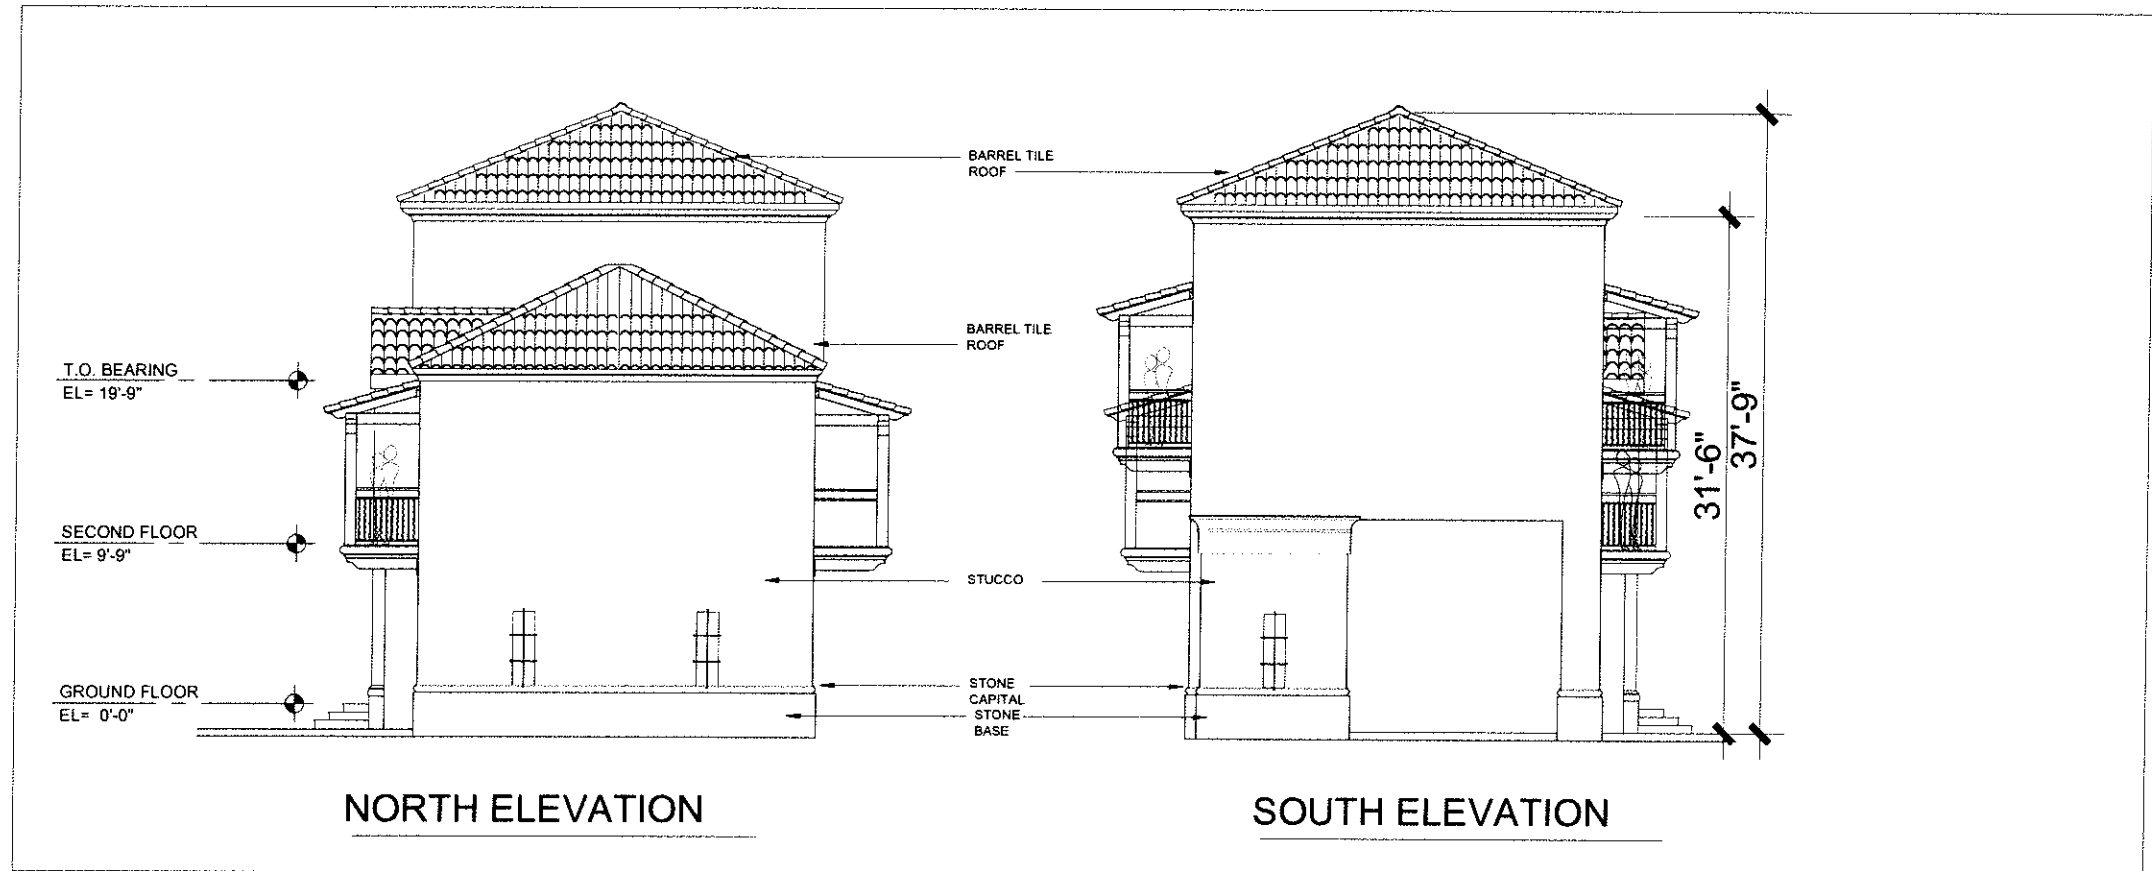 BARREL TILE
ROOF
BARREL TILE
ROOF
T.O. BEARING
EL= 19'-9"
SECOND FLOOR
EL= 9'-9"
STUCCO
GROUND FLOOR
EL= 0'-0"
STONE
CAPITAL
STONE
BASE
31'-6"
37'-9"
NORTH ELEVATION
SOUTH ELEVATION